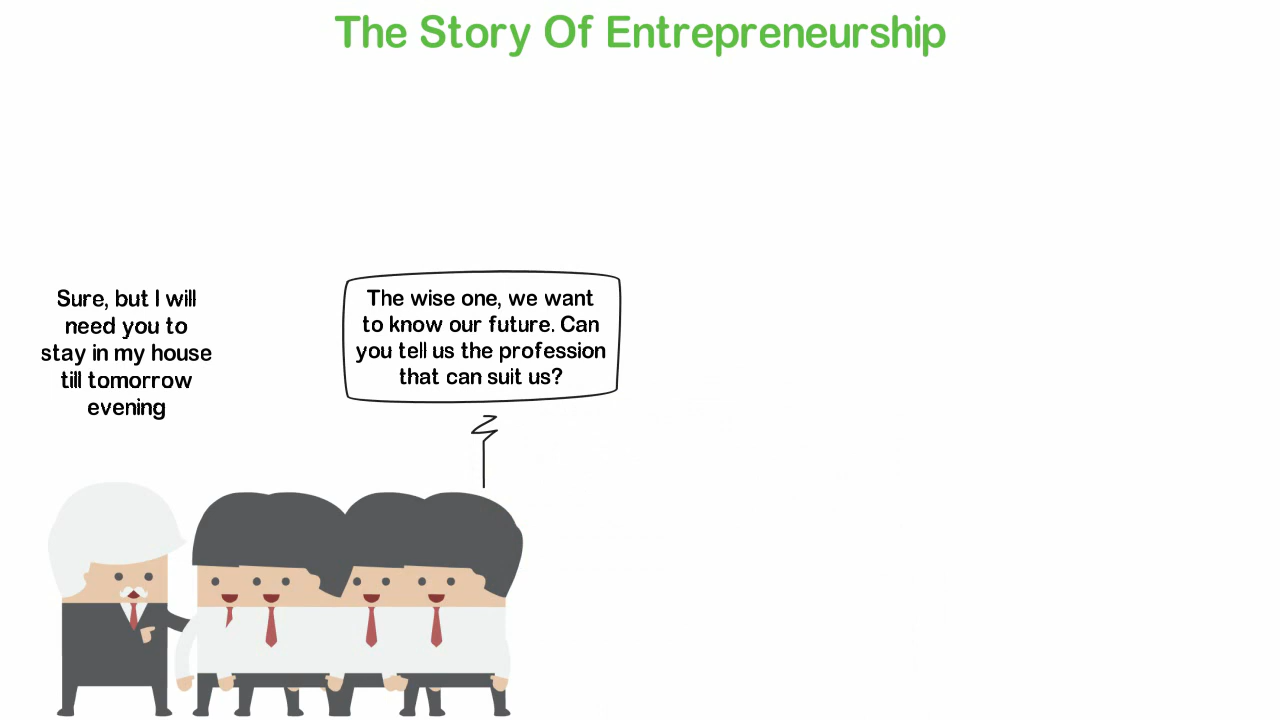 The Story Of Entrepreneurship
Sure, but I will
need you to
stay in my house
till tomorrow
evening
The wise one, we want
to know our future. Can
you tell us the profession
that can suit us?